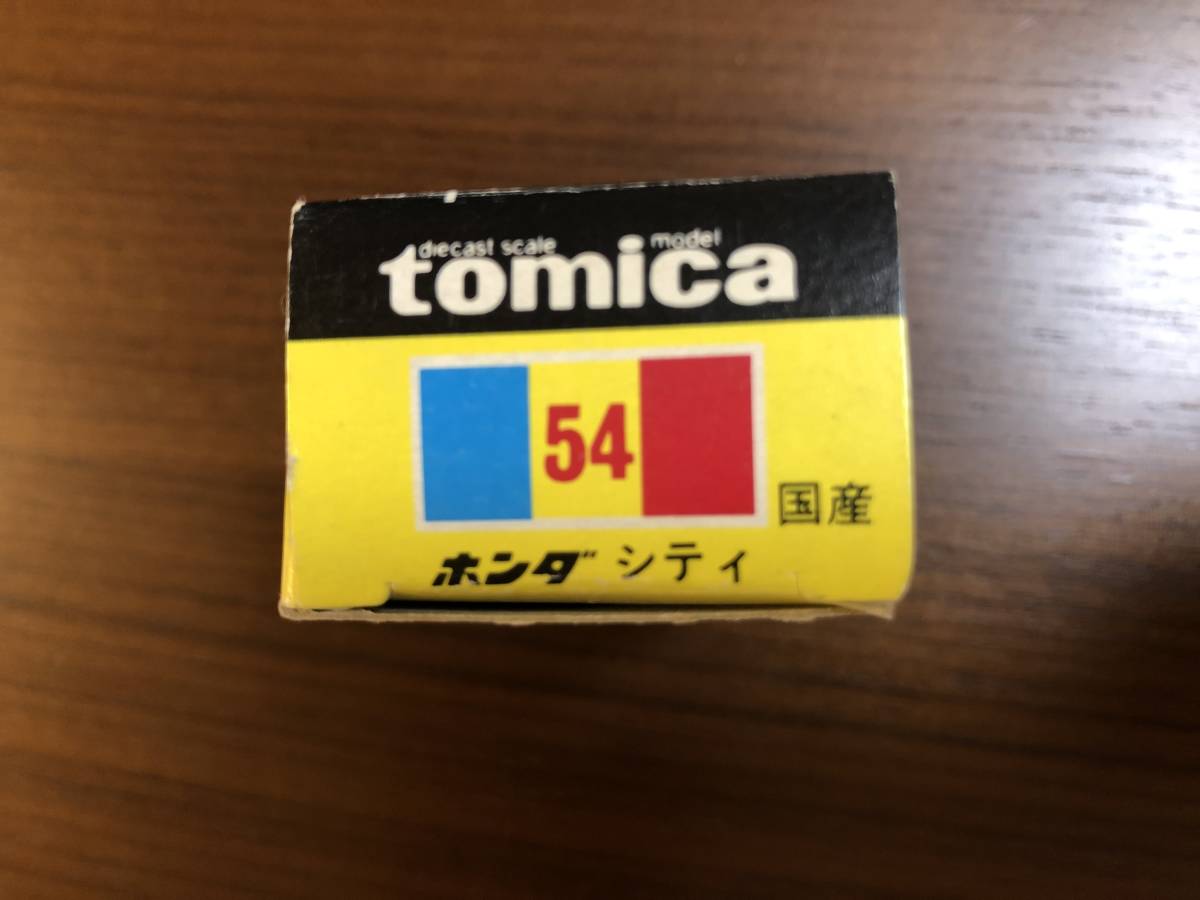 diecast scale model
tomica
54
国産
ホンダ シティ